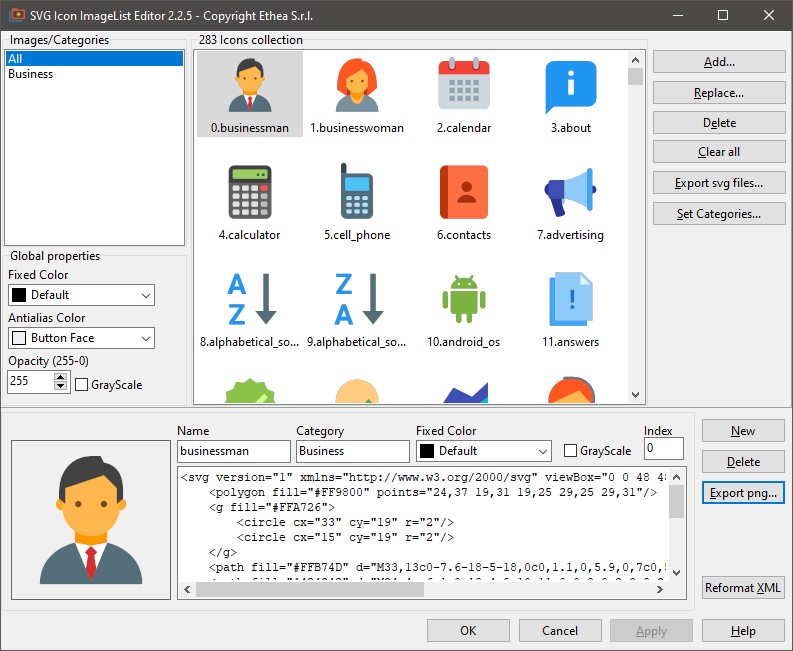 SVG Icon ImageList Editor 2.2.5 - Copyright Ethea S.r.l.
Images/Categories
All
Business
283 Icons collection
0.businessman
1.businesswoman
2.calendar
3.about
4.calculator
5.cell_phone
6.contacts
7.advertising
A
Z
Z
A
8.alphabetical_so...
9.alphabetical_so...
10.android_os
11.answers
Add...
Replace...
Delete
Clear all
Export svg files...
Set Categories...
Global properties
Fixed Color
Default
Antialias Color
Button Face
Opacity (255-0)
255
GrayScale
Name
Category
Fixed Color
Index
businessman
Business
Default
GrayScale
0
<svg version="1" xmlns="http://www.w3.org/2000/svg" viewBox="0 0 48 48
<polygon fill="#FF9800" points="24,37 19,31 19,25 29,25 29,31"/>
<g fill="#FFA726">
<circle cx="33" cy="19" r="2"/>
<circle cx="15" cy="19" r="2"/>
</g>
<path fill="#FFB74D" d="M33,13c0-7.6-18-5-18,0c0,1.1,0,5.9,0,7c0,
New
Delete
Export png...
Reformat XML
OK
Cancel
Apply
Help